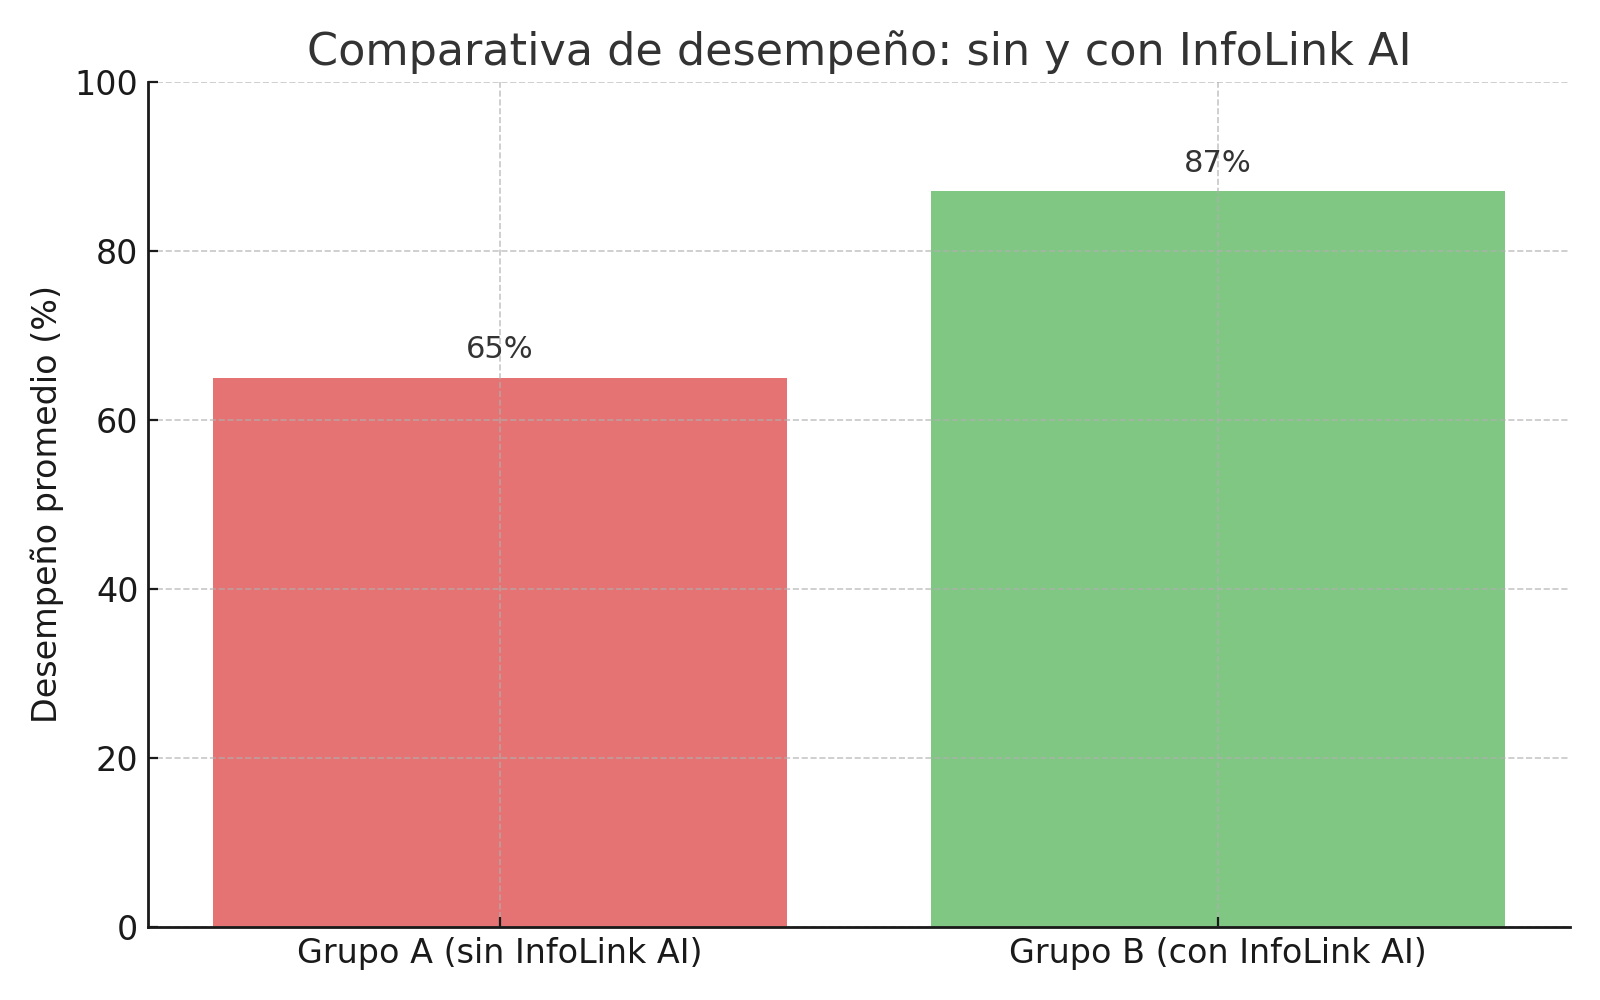 Comparativa de desempeño: sin y con InfoLink AI
Desempeño promedio (%)
100
80
60
40
20
0
65%
87%
Grupo A (sin InfoLink AI)
Grupo B (con InfoLink AI)